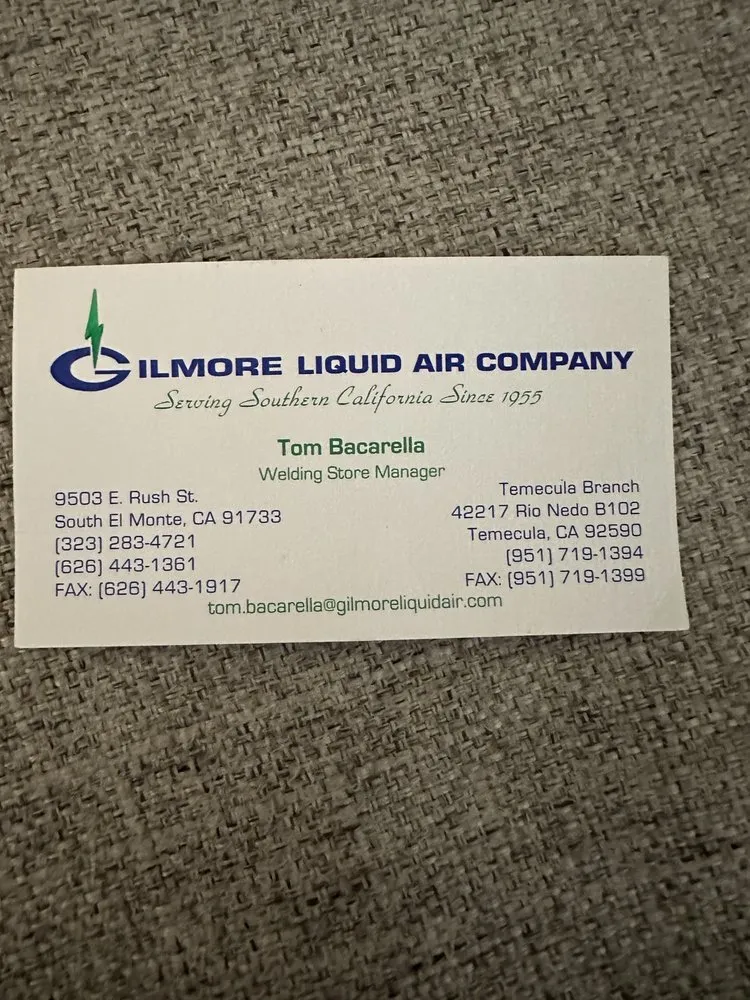 GILMORE LIQUID AIR COMPANY
Serving Southern California Since 1955
Tom Bacarella
Welding Store Manager
9503 E. Rush St.
South El Monte, CA 91733
(323) 283-4721
(626) 443-1361
FAX: (626) 443-1917
Temecula Branch
42217 Rio Nedo B102
Temecula, CA 92590
(951) 719-1394
FAX: (951) 719-1399
tom.bacarella@gilmoreliquidair.com